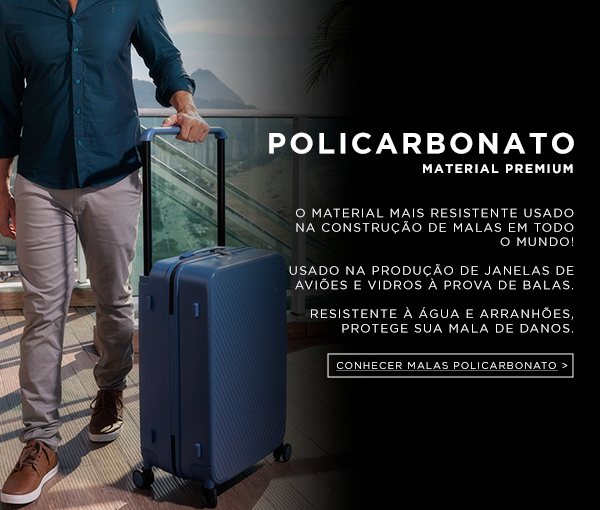 POLICARBONATO
MATERIAL PREMIUM
O MATERIAL MAIS RESISTENTE USADO
NA CONSTRUÇÃO DE MALAS EM TODO
O MUNDO!
USADO NA PRODUÇÃO DE JANELAS DE
AVIÕES E VIDROS À PROVA DE BALAS.
RESISTENTE À ÁGUA E ARRANHÕES,
PROTEGE SUA MALA DE DANOS.
CONHECER MALAS POLICARBONATO >